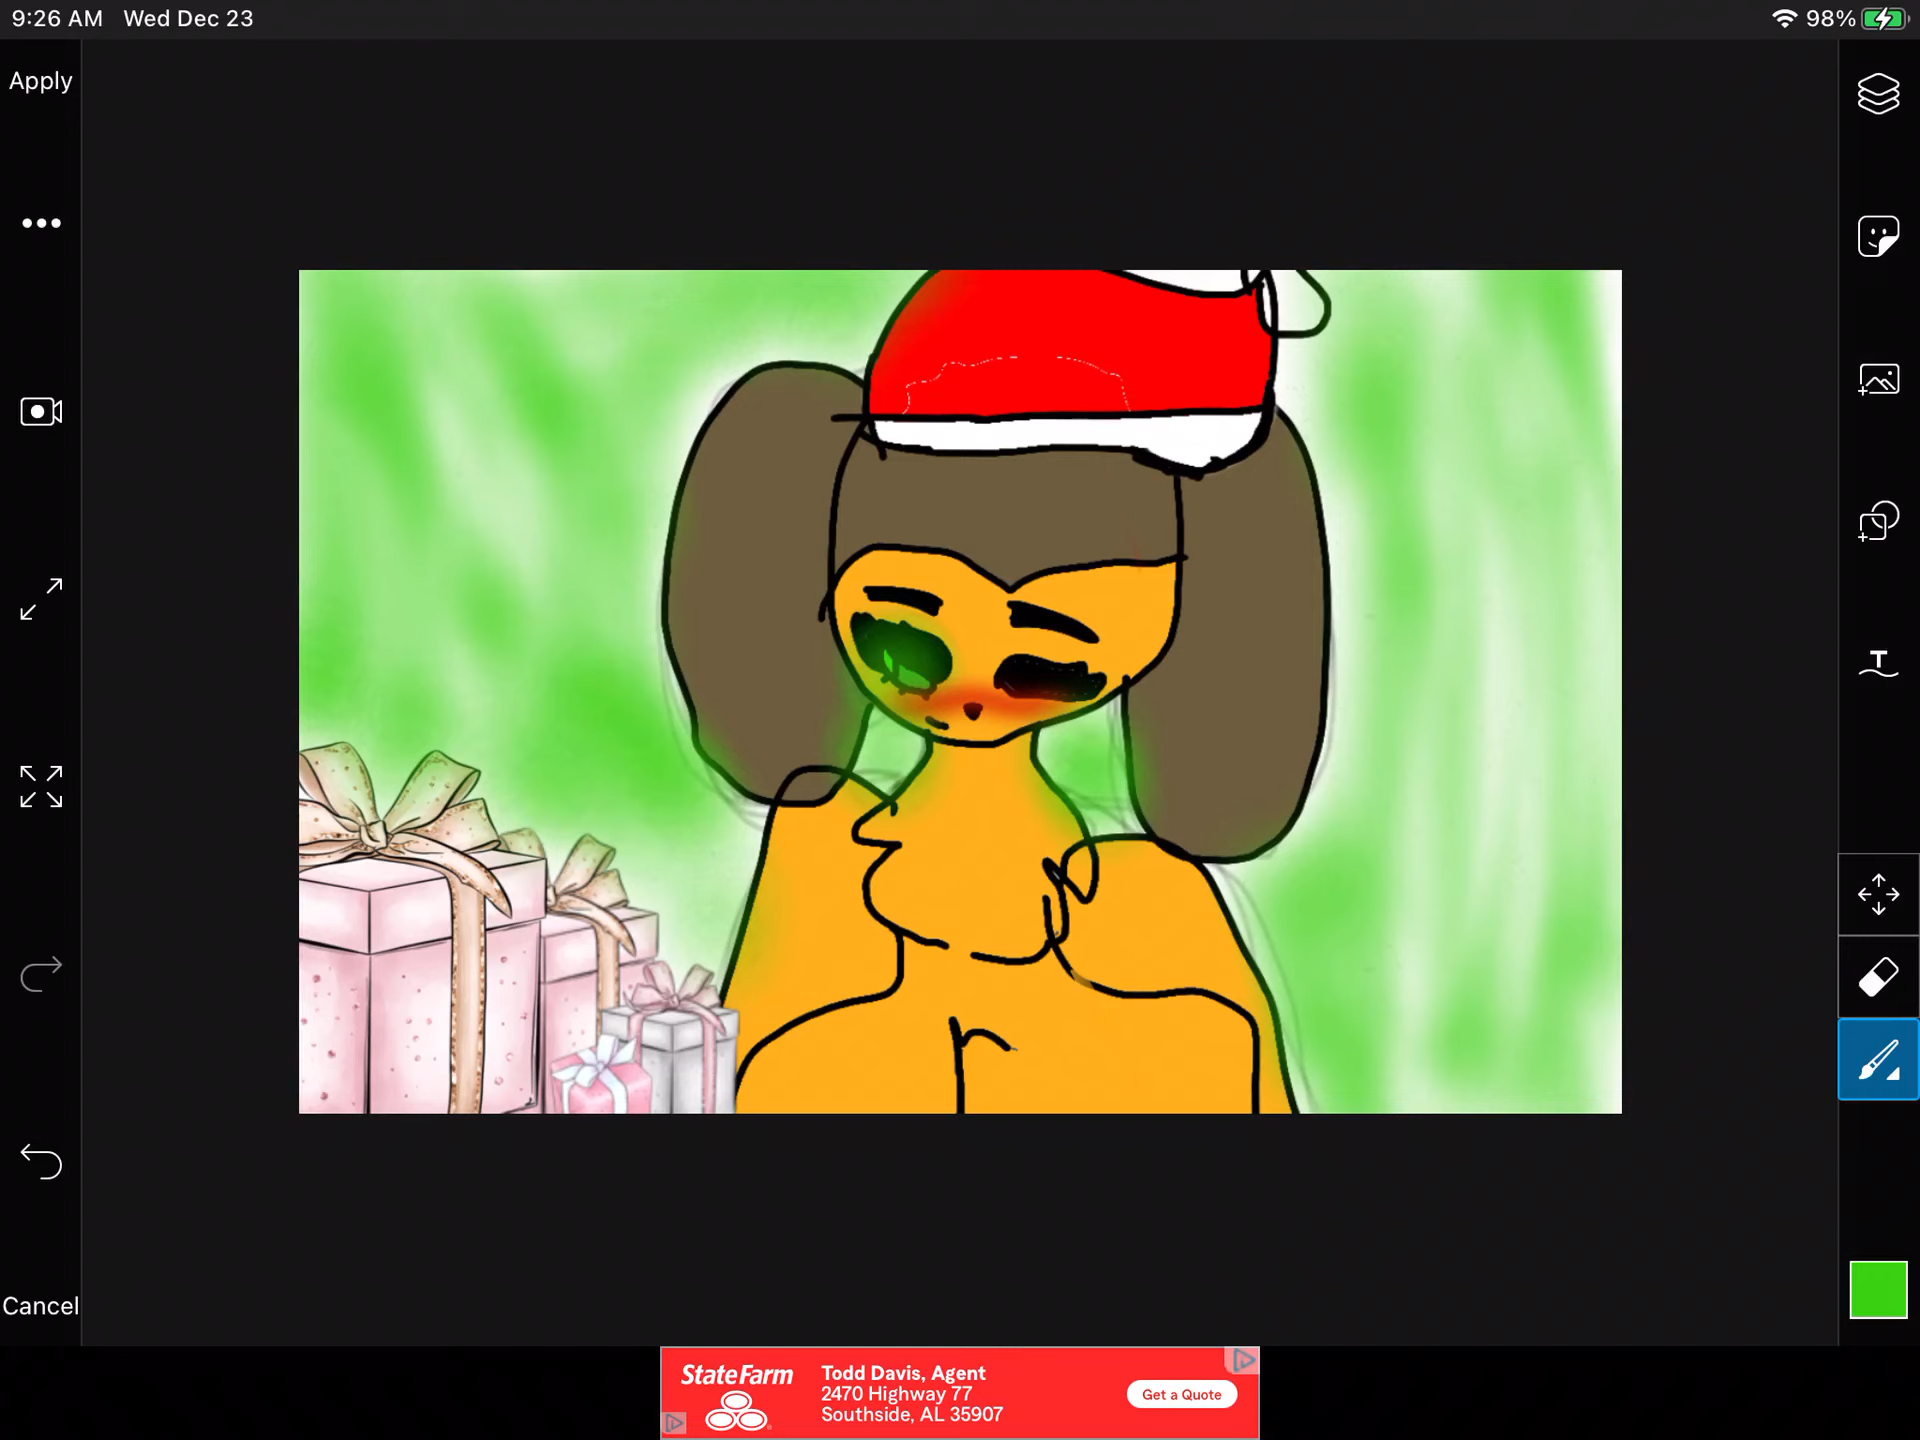 9:26 AM Wed Dec 23
98%
Apply
Cancel
StateFarm
Todd Davis, Agent
2470 Highway 77
Southside, AL 35907
Get a Quote